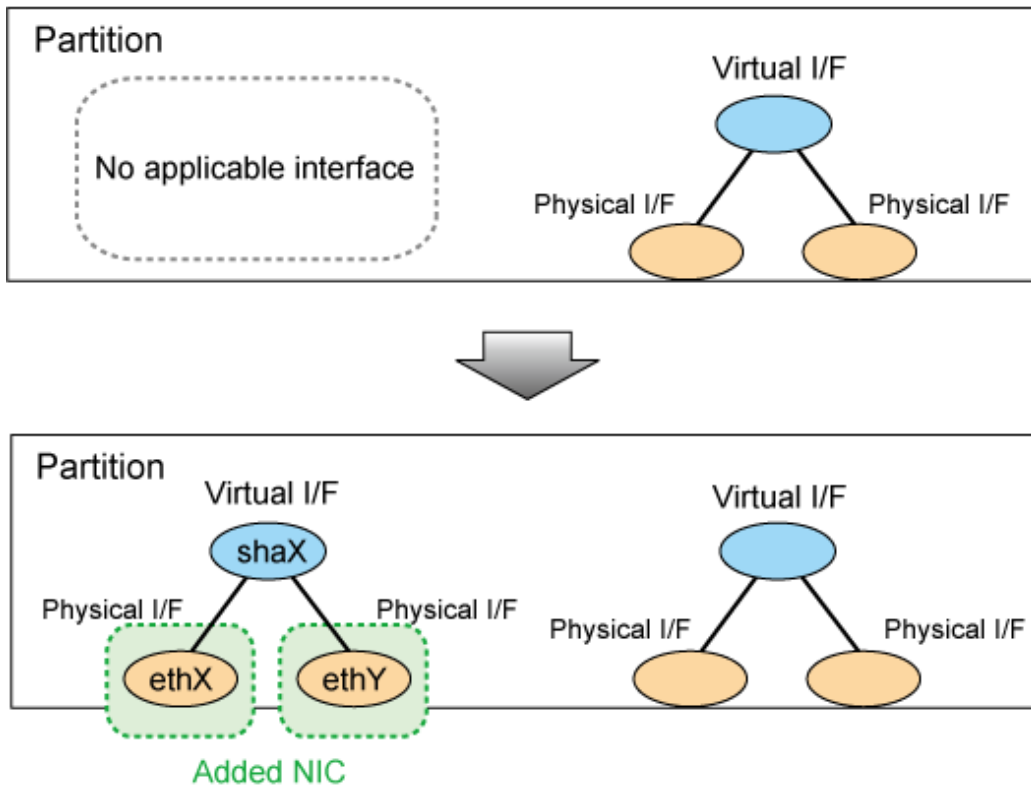 Partition
Virtual I/F
No applicable interface
Physical I/F
Physical I/F
Partition
Virtual I/F
Virtual I/F
shaX
Physical I/F
Physical I/F
Physical I/F
Physical I/F
ethX
ethY
Added NIC